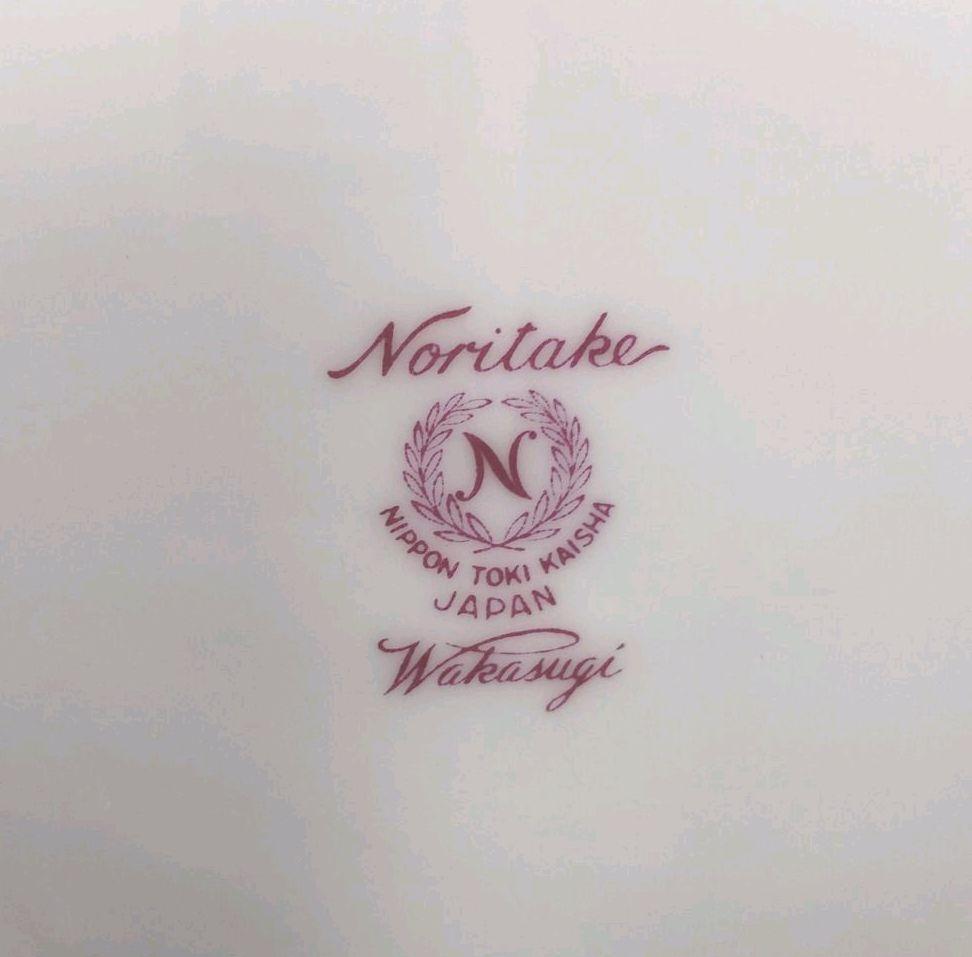 Noritake
N
NIPPON TOKI KAISHA
JAPAN
Wakasugi